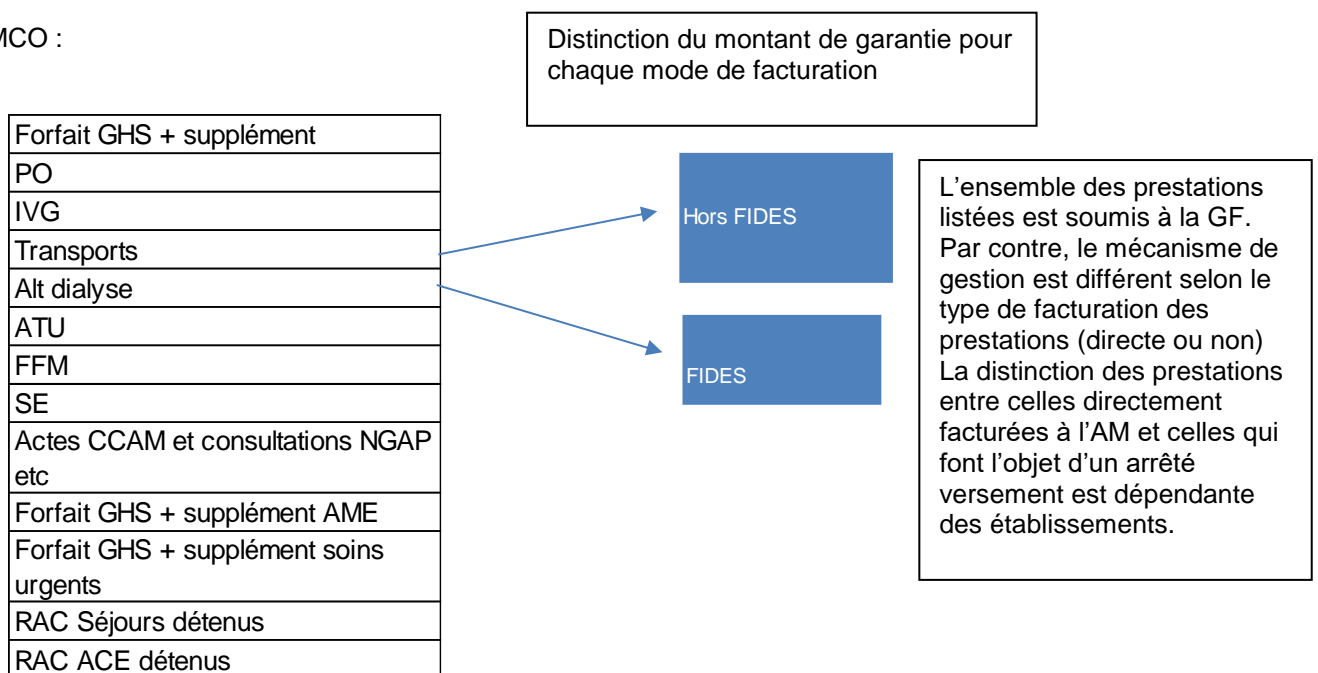 MCO :
Distinction du montant de garantie pour
chaque mode de facturation
Forfait GHS + supplément
PO
IVG
Transports
Alt dialyse
ATU
FFM
SE
Actes CCAM et consultations NGAP
etc
Forfait GHS + supplément AME
Forfait GHS + supplément soins
urgents
RAC Séjours détenus
RAC ACE détenus
Hors FIDES
FIDES
L’ensemble des prestations
listées est soumis à la GF.
Par contre, le mécanisme de
gestion est différent selon le
type de facturation des
prestations (directe ou non)
La distinction des prestations
entre celles directement
facturées à l’AM et celles qui
font l’objet d’un arrêté
versement est dépendante
des établissements.